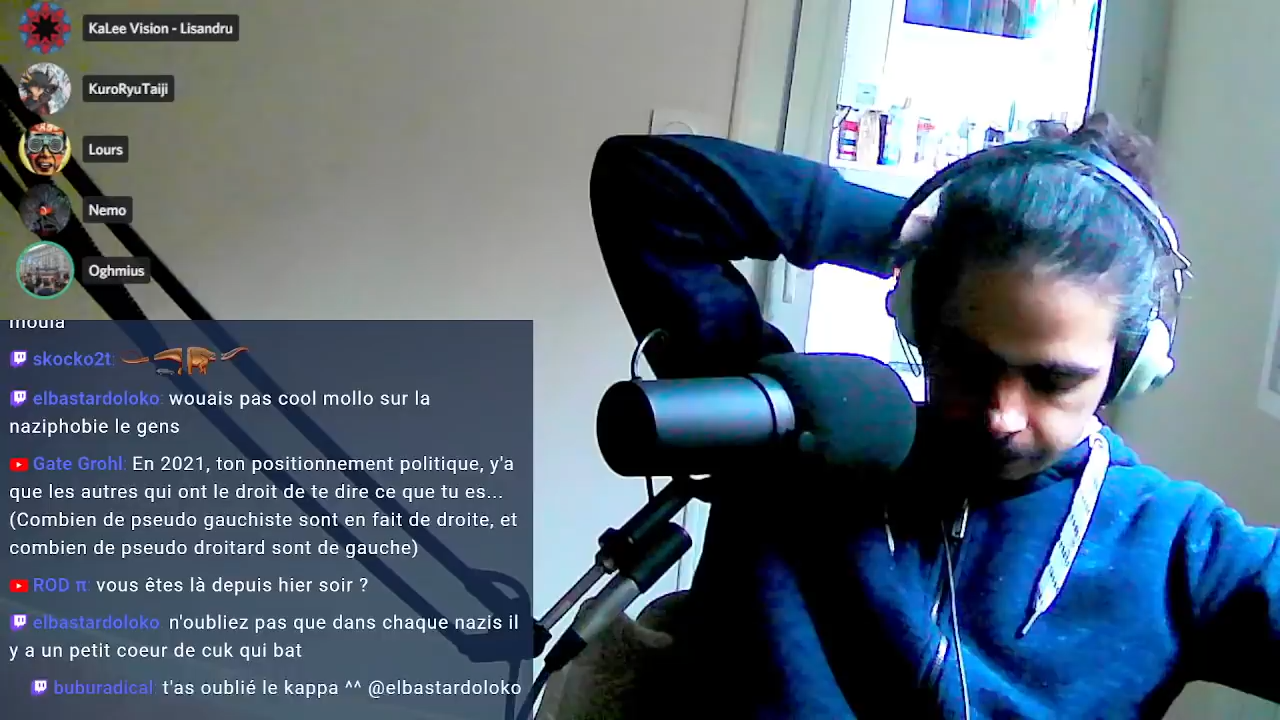 KaLee Vision - Lisandru
KuroRyuTaiji
Lours
Nemo
Oghmius
moula
skocko2t:
elbastardoloko: wouais pas cool mollo sur la
naziphobie le gens
Gate Grohl: En 2021, ton positionnement politique, y'a
que les autres qui ont le droit de te dire ce que tu es...
(Combien de pseudo gauchiste sont en fait de droite, et
combien de pseudo droitard sont de gauche)
ROD π: vous êtes là depuis hier soir ?
elbastardoloko: n'oubliez pas que dans chaque nazis il
y a un petit coeur de cuk qui bat
buburadical: t'as oublié le kappa ^^ @elbastardoloko